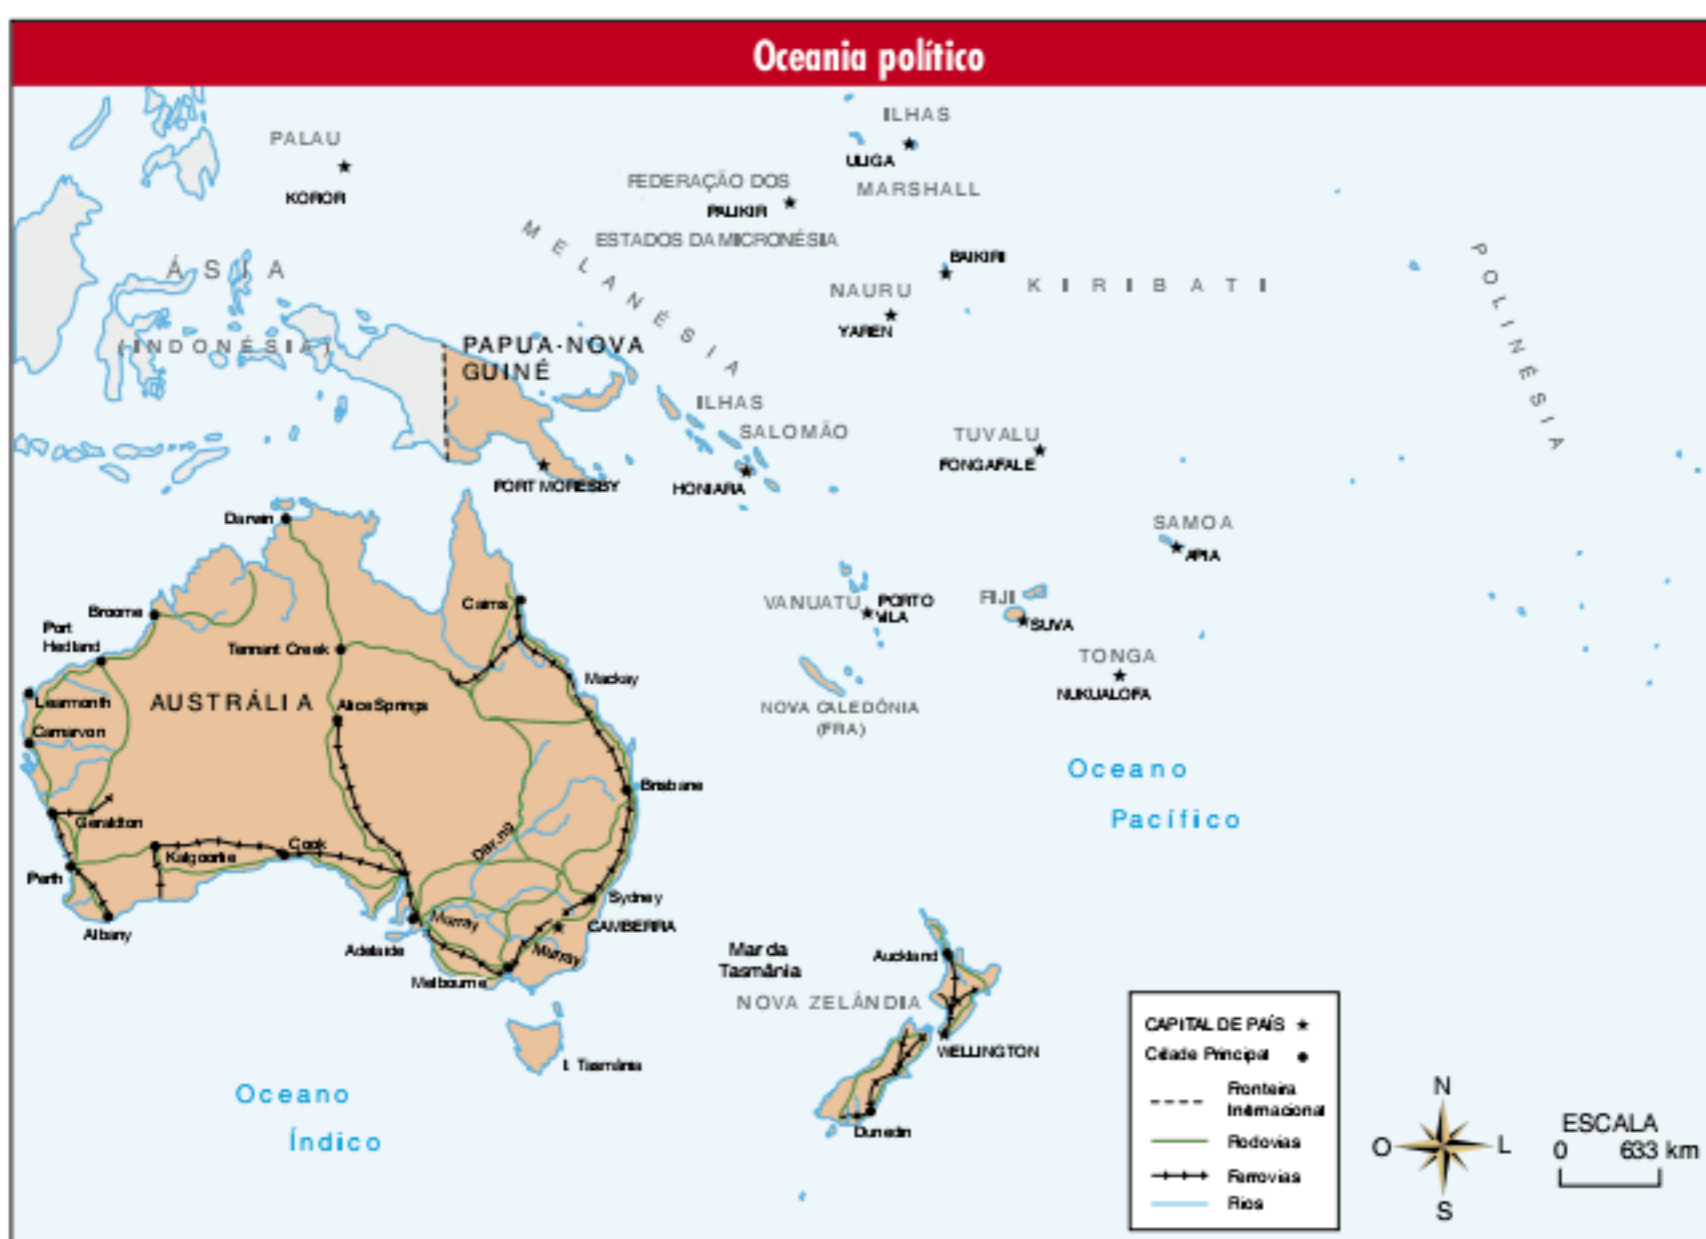 Oceania político
ILHAS
PALAU
ULIGA
FEDERAÇÃO DOS
MARSHALL
KOROR
PALIKIR
MELANÉSIA
ESTADOS DA MICRONÉSIA
BAIKIRI
POLINÉSIA
ÁSIA
NAURU
KIRIBATI
YAREN
(INDONÉSIA)
PAPUA-NOVA
GUINÉ
ILHAS
SALOMÃO
TUVALU
FONGAFALE
PORT MORESBY
HONIARA
Darwin
SAMOA
APIA
Broome
Cairns
VANUATU
PORTO
VILA
FIJI
SUVA
Port
Hedland
Tennant Creek
TONGA
Mackay
NUKUALOFA
Learmonth
AUSTRÁLIA
Alice Springs
NOVA CALEDÔNIA
(FRA)
Camarvon
Oceano
Pacífico
Brisbane
Geraldton
Cook
Kalgoorlie
Perth
Sydney
Murray
CAMBERRA
Albany
Adelaide
Murray
Melbourne
Mar da
Tasmânia
Auckland
NOVA ZELÂNDIA
WELLINGTON
I. Tasmânia
Dunedin
Oceano
Índico
CAPITAL DE PAÍS
Cidade Principal
Fronteira
Internacional
Rodovias
Ferrovias
Rios
N
O
L
S
ESCALA
0 633 km